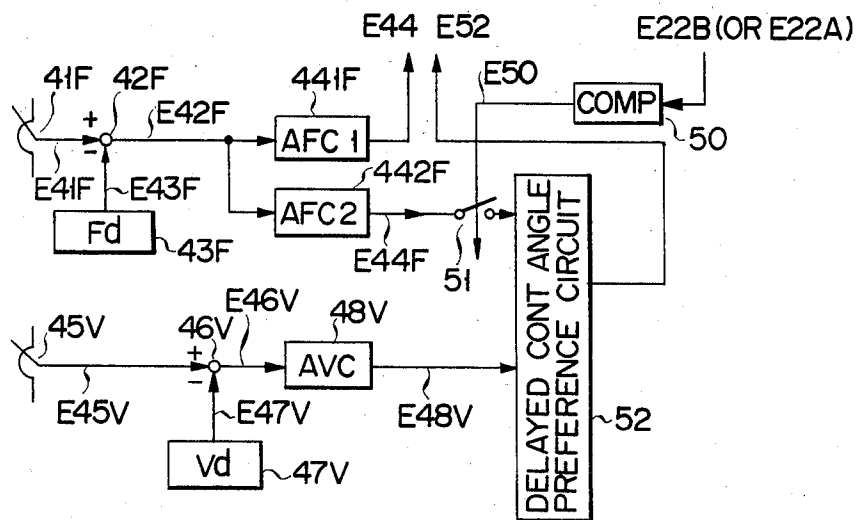 E44 E52
E22B (OR E22A)
41F
42F
E42F
441F
E50
COMP
50
+
-
AFC 1
E41F
E43F
442F
AFC 2
Fd
43F
E44F
51
DELAYED CONT ANGLE
PREFERENCE CIRCUIT
45V
46V
E46V
48V
+
-
AVC
E45V
E47V
E48V
52
Vd
47V